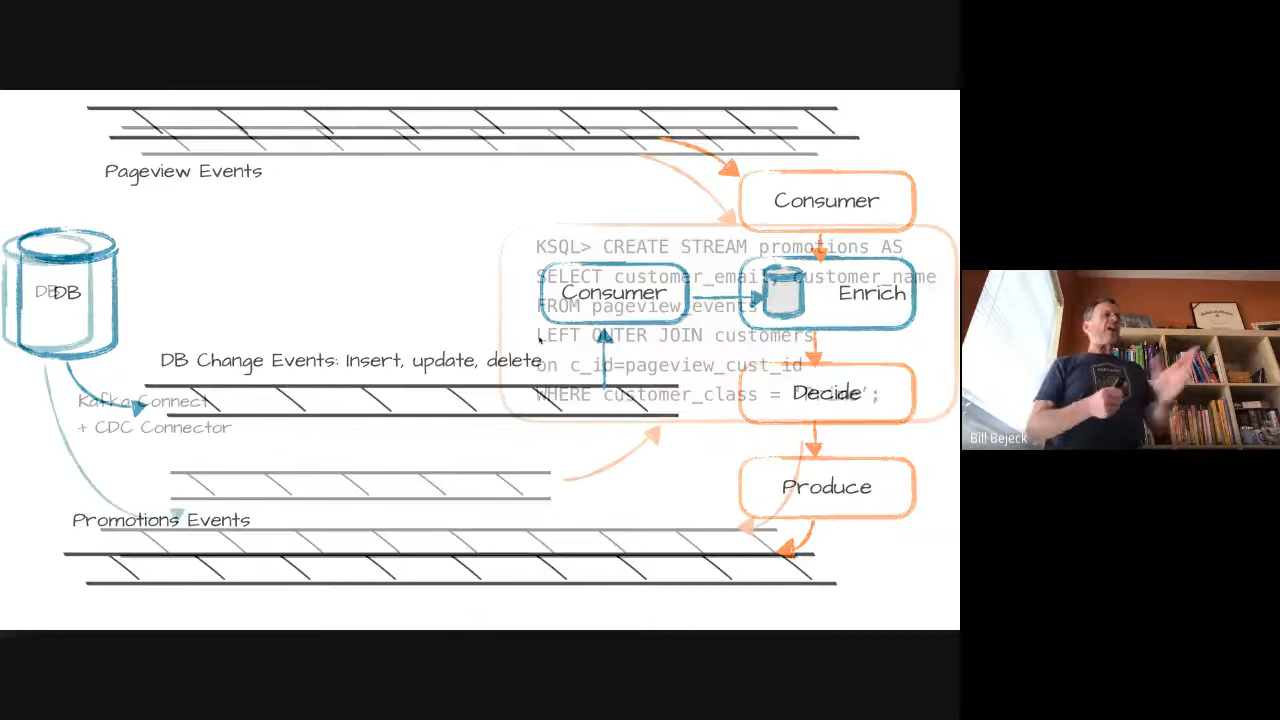 Pageview Events
Consumer
KSQL> CREATE STREAM promotions AS
SELECT customer_email, customer_name
FROM pageview_events
LEFT OUTER JOIN customers
on c_id=pageview_cust_id
WHERE customer_class = ';
Consumer
Enrich
DB
DB
DB Change Events: Insert, update, delete
Decide
Kafka Connect
+ CDC Connector
Produce
Promotions Events
Bill Bejeck